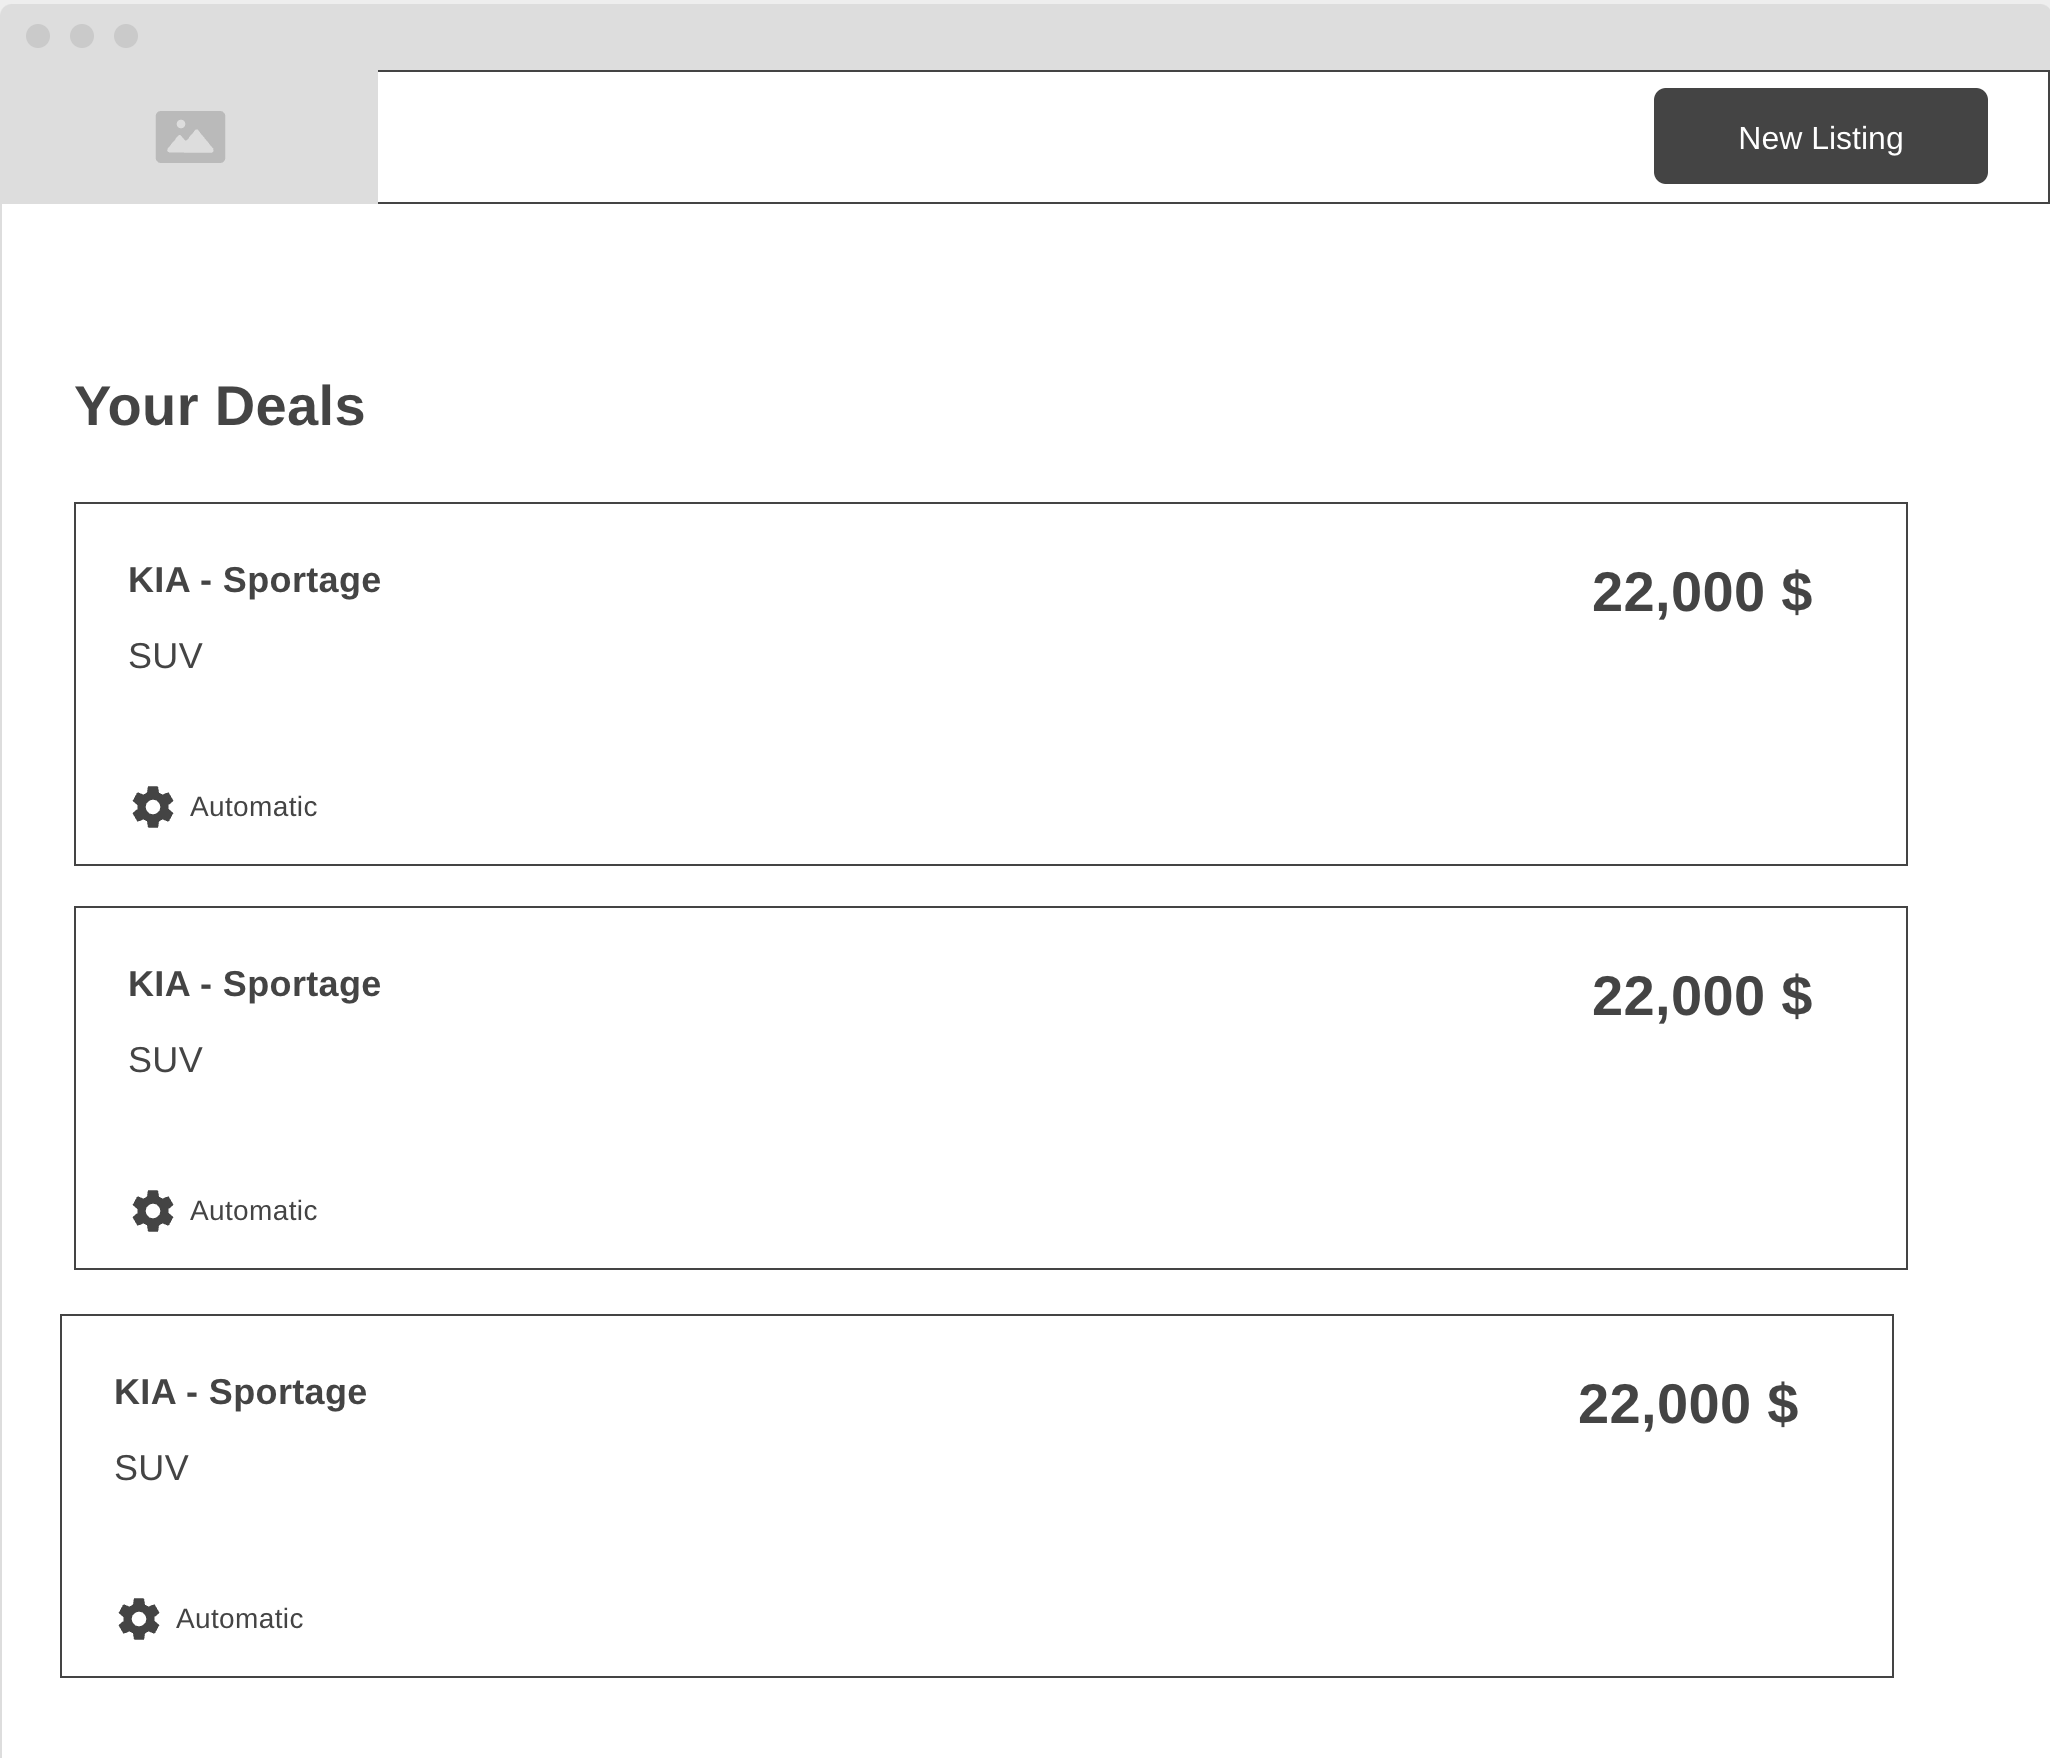 New Listing
Your Deals
KIA - Sportage
22,000 $
SUV
Automatic
KIA - Sportage
22,000 $
SUV
Automatic
KIA - Sportage
22,000 $
SUV
Automatic